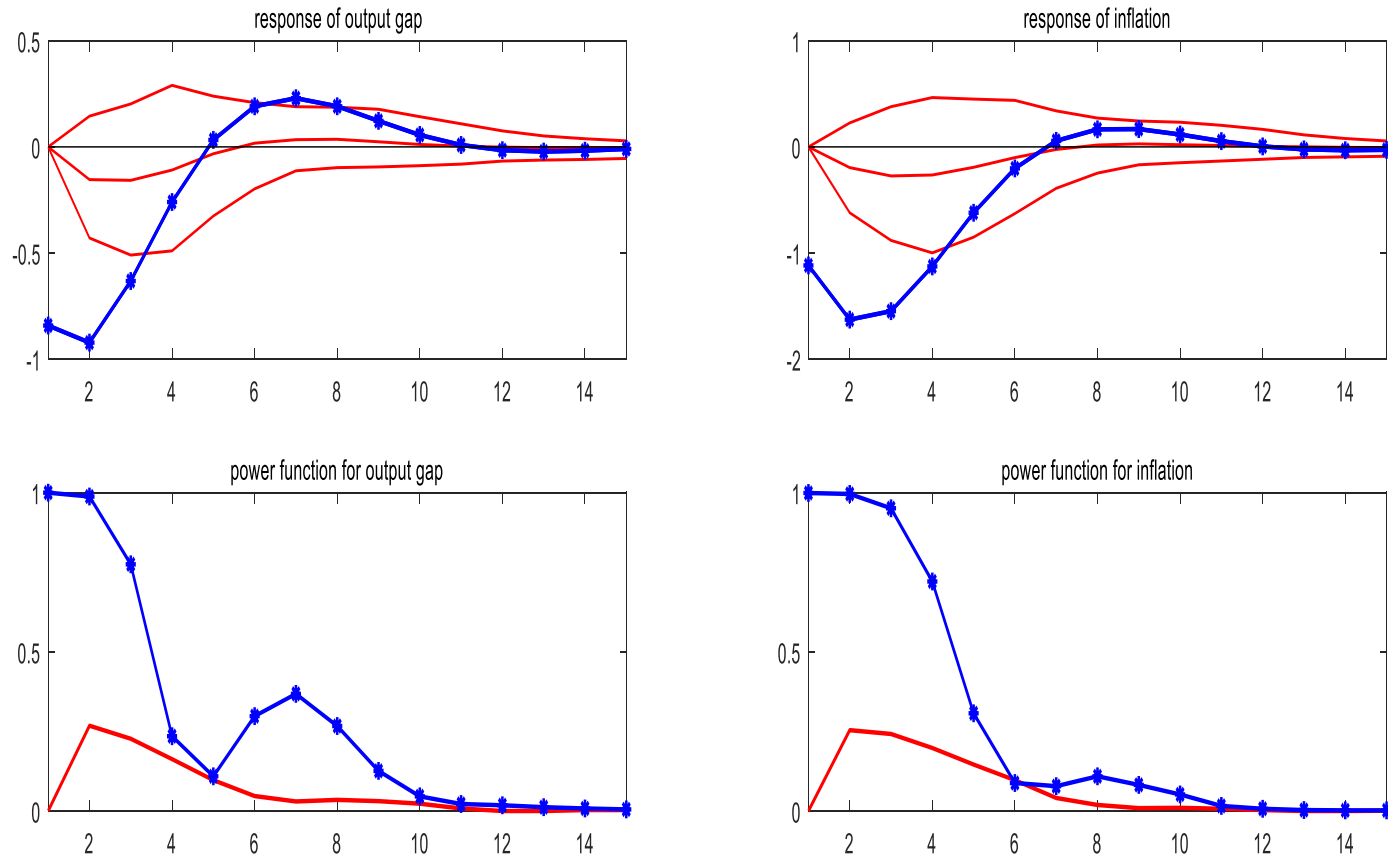 response of output gap
0.5
0
-0.5
-1
2 4 6 8 10 12 14
response of inflation
1
0
-1
-2
2 4 6 8 10 12 14
power function for output gap
1
0.5
0
2 4 6 8 10 12 14
power function for inflation
1
0.5
0
2 4 6 8 10 12 14